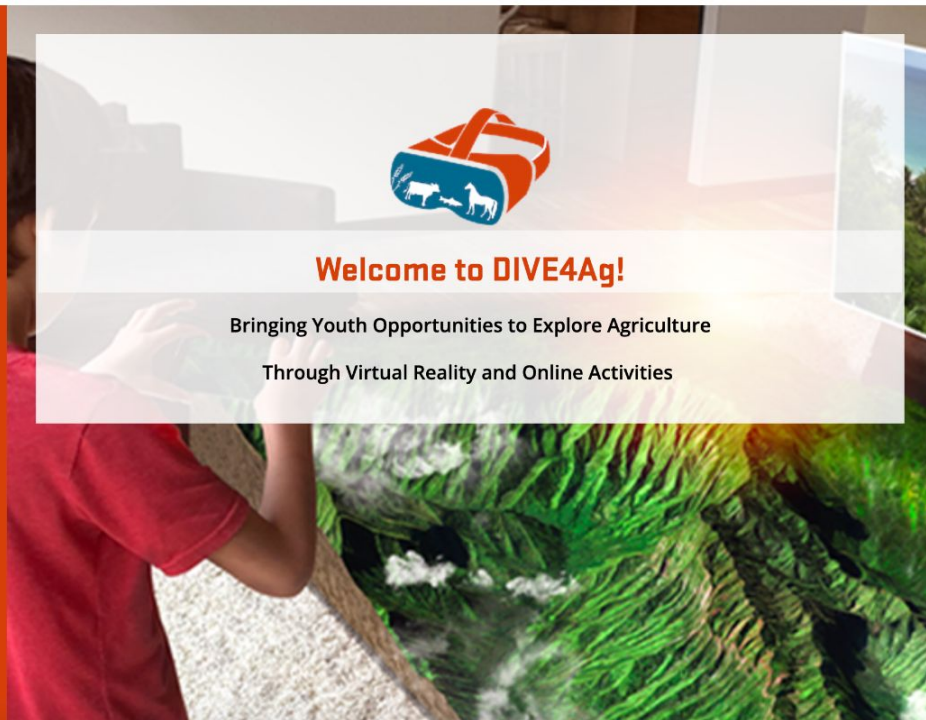 Welcome to DIVE4Ag!
Bringing Youth Opportunities to Explore Agriculture
Through Virtual Reality and Online Activities